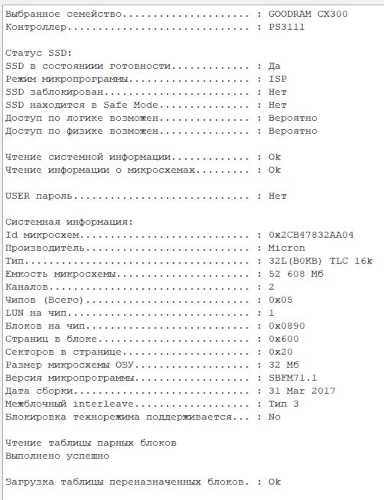 Выбранное семейство.................... : GOODRAM CX300
Контроллер............................. : PS3111
Статус SSD:
SSD в состояниии готовности............ : Да
Режим микропрограммы................... : ISP
SSD заблокирован....................... : Нет
SSD находится в Safe Mode.............. : Нет
Доступ по логике возможен.............. : Вероятно
Доступ по физике возможен.............. : Вероятно
Чтение системной информации............ : Ok
Чтение информации о микросхемах........ : Ok
USER пароль............................ : Нет
Системная информация:
Id микросхем........................... : 0x2CB47832AA04
Производитель.......................... : Micron
Тип.................................... : 32L(B0KB) TLC 16k
Емкость микросхемы..................... : 52 608 Мб
Каналов................................ : 2
Чипов (Всего).......................... : 0x05
LUN на чип............................. : 1
Блоков на чип.......................... : 0x0890
Страниц в блоке........................ : 0x600
Секторов в странице.................... : 0x20
Размер микросхемы ОЗУ.................. : 32 Мб
Версия микропрограммы.................. : SBFM71.1
Дата сборки............................ : 31 Mar 2017
Межблочный interleave.................. : Тип 3
Блокировка технорежима поддерживается... : No
Чтение таблицы парных блоков
Выполнено успешно
Загрузка таблицы переназначенных блоков. : Ok